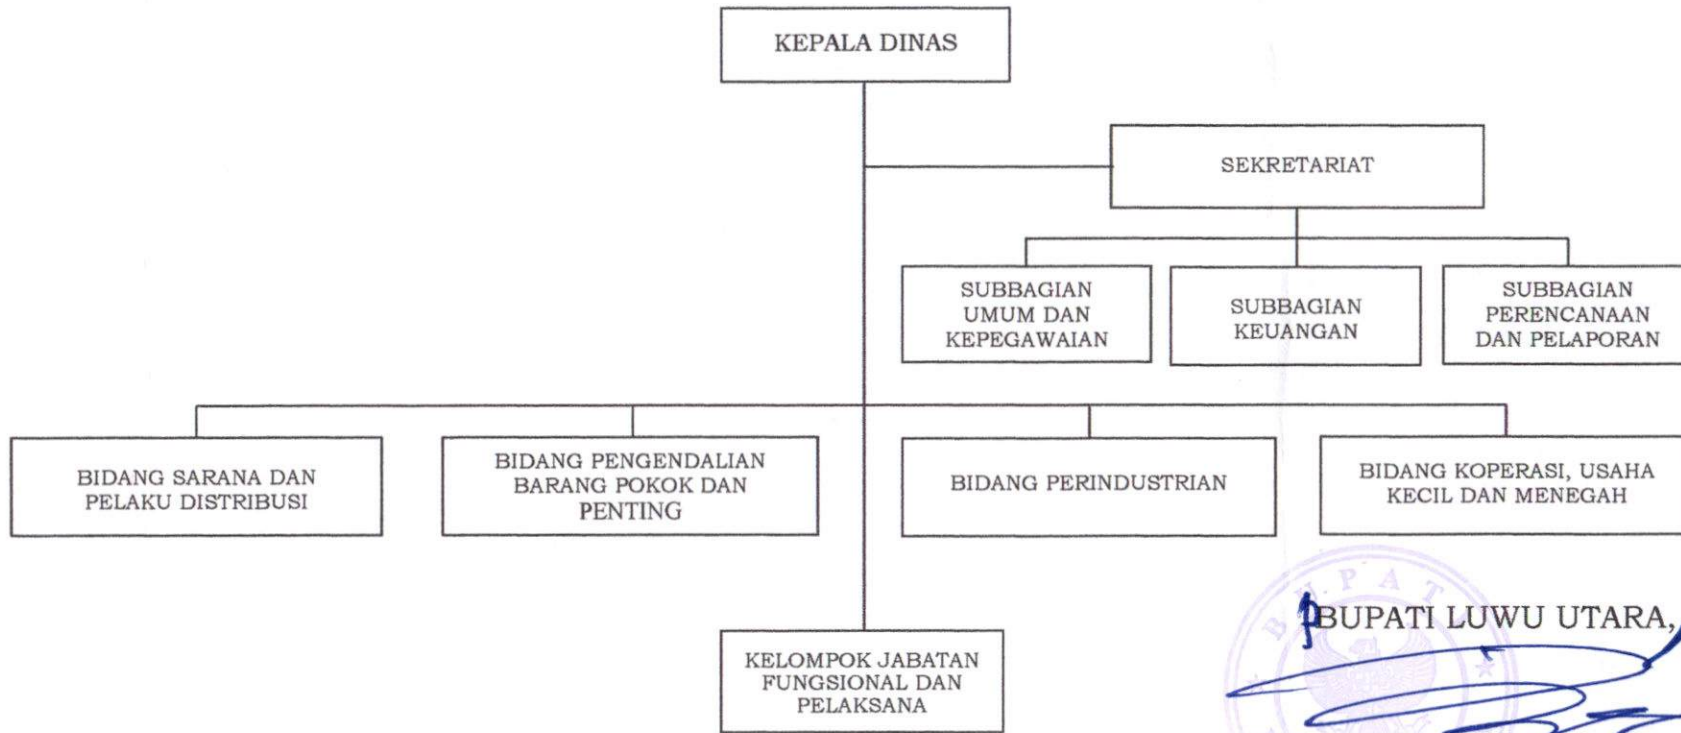 KEPALA DINAS
SEKRETARIAT
SUBBAGIAN
UMUM DAN
KEPEGAWAIAN
SUBBAGIAN
KEUANGAN
SUBBAGIAN
PERENCANAAN
DAN PELAPORAN
BIDANG SARANA DAN
PELAKU DISTRIBUSI
BIDANG PENGENDALIAN
BARANG POKOK DAN
PENTING
BIDANG PERINDUSTRIAN
BIDANG KOPERASI, USAHA
KECIL DAN MENEGAH
KELOMPOK JABATAN
FUNGSIONAL DAN
PELAKSANA
BUPATI LUWU UTARA,
BUPATI